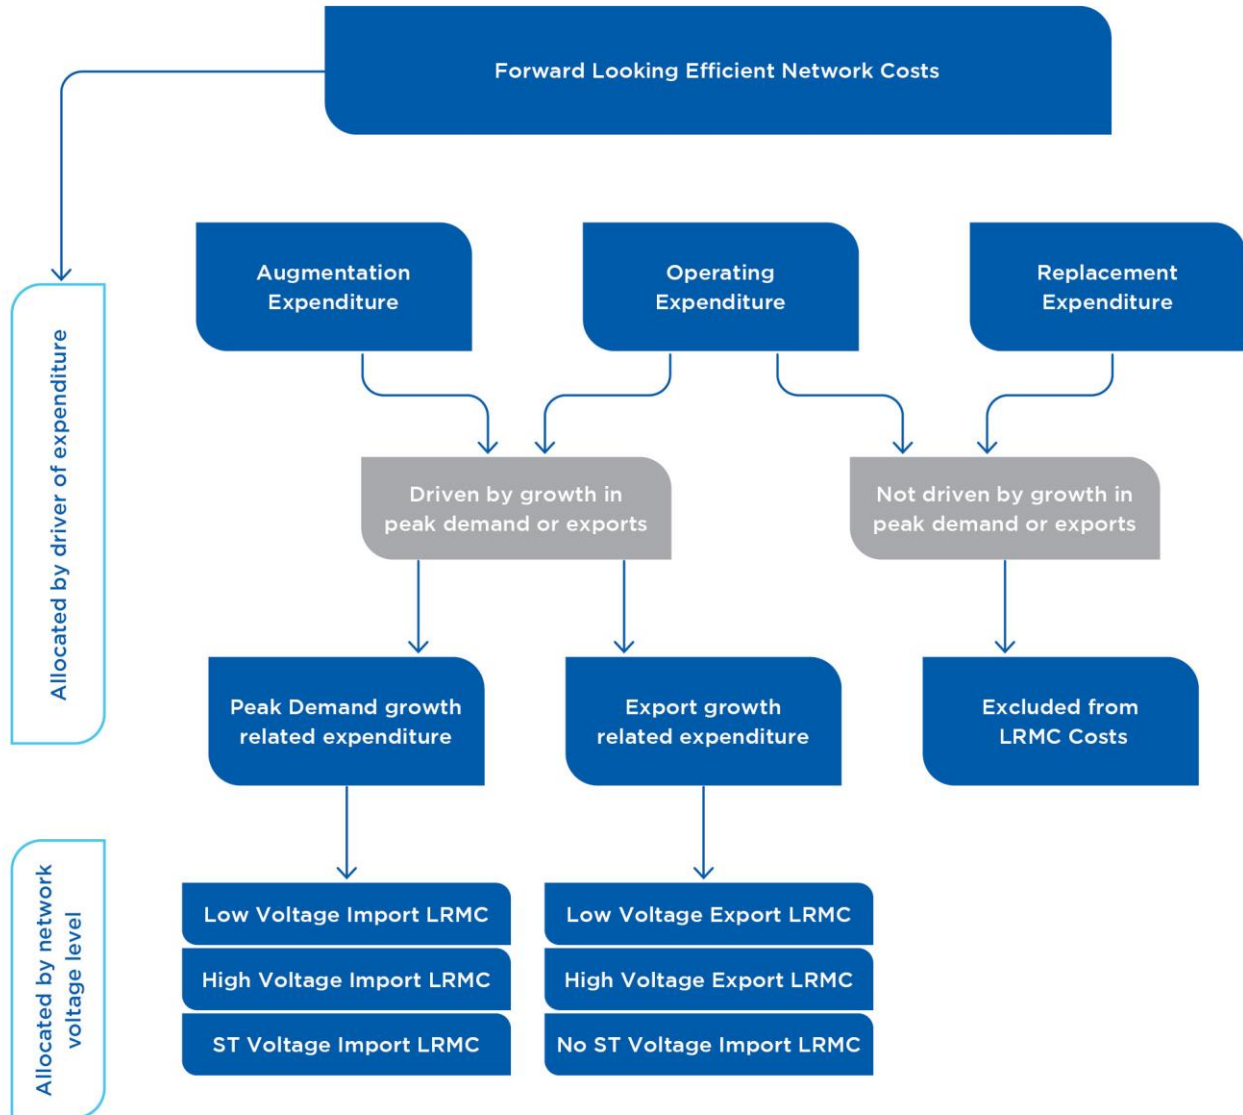 Forward Looking Efficient Network Costs
Allocated by driver of expenditure
Augmentation
Expenditure
Operating
Expenditure
Replacement
Expenditure
Driven by growth in
peak demand or exports
Not driven by growth in
peak demand or exports
Peak Demand growth
related expenditure
Export growth
related expenditure
Excluded from
LRMC Costs
Allocated by network
voltage level
Low Voltage Import LRMC
High Voltage Import LRMC
ST Voltage Import LRMC
Low Voltage Export LRMC
High Voltage Export LRMC
No ST Voltage Import LRMC